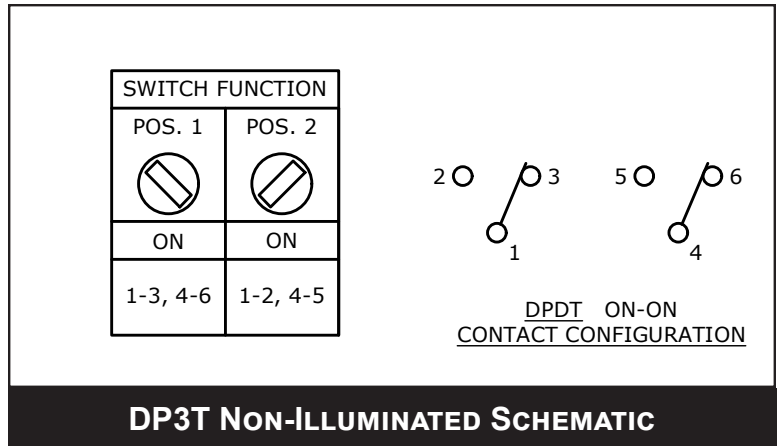 SWITCH FUNCTION
POS. 1 POS. 2
ON ON
1-3, 4-6 1-2, 4-5
2 3 5 6
1 4
DPDT ON-ON
CONTACT CONFIGURATION
DP3T NON-ILLUMINATED SCHEMATIC